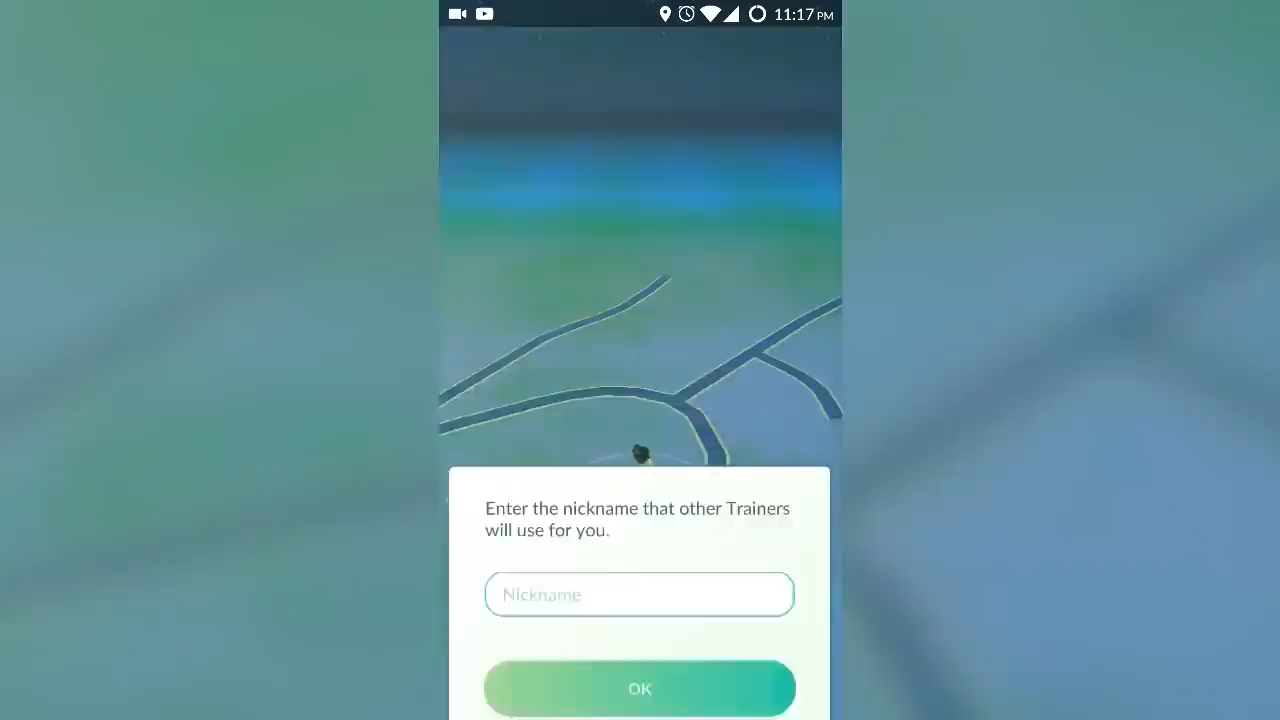 11:17 PM
Enter the nickname that other Trainers
will use for you.
Nickname
OK